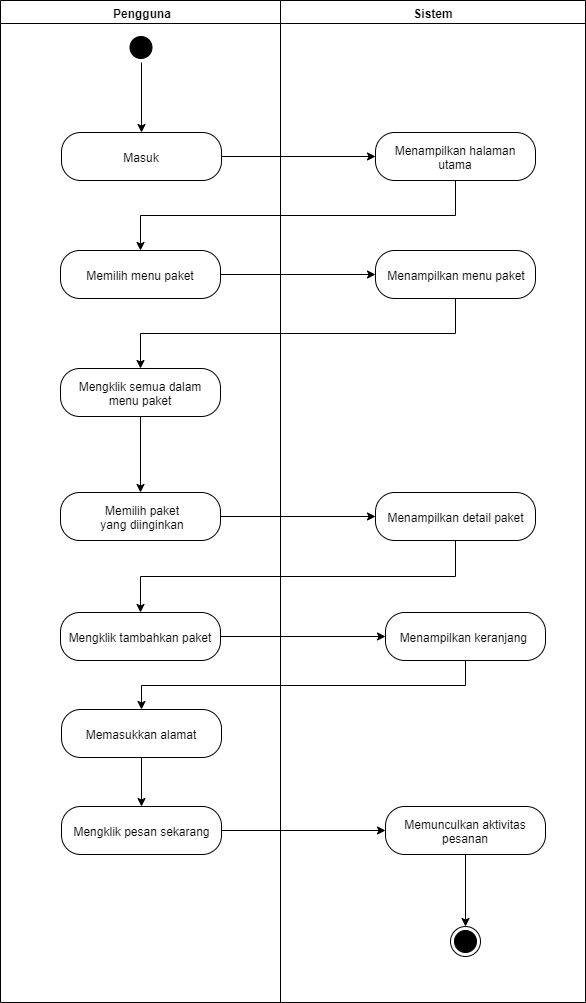 Pengguna
Sistem
Masuk
Menampilkan halaman
utama
Memilih menu paket
Menampilkan menu paket
Mengklik semua dalam
menu paket
Memilih paket
yang diinginkan
Menampilkan detail paket
Mengklik tambahkan paket
Menampilkan keranjang
Memasukkan alamat
Mengklik pesan sekarang
Memunculkan aktivitas
pesanan